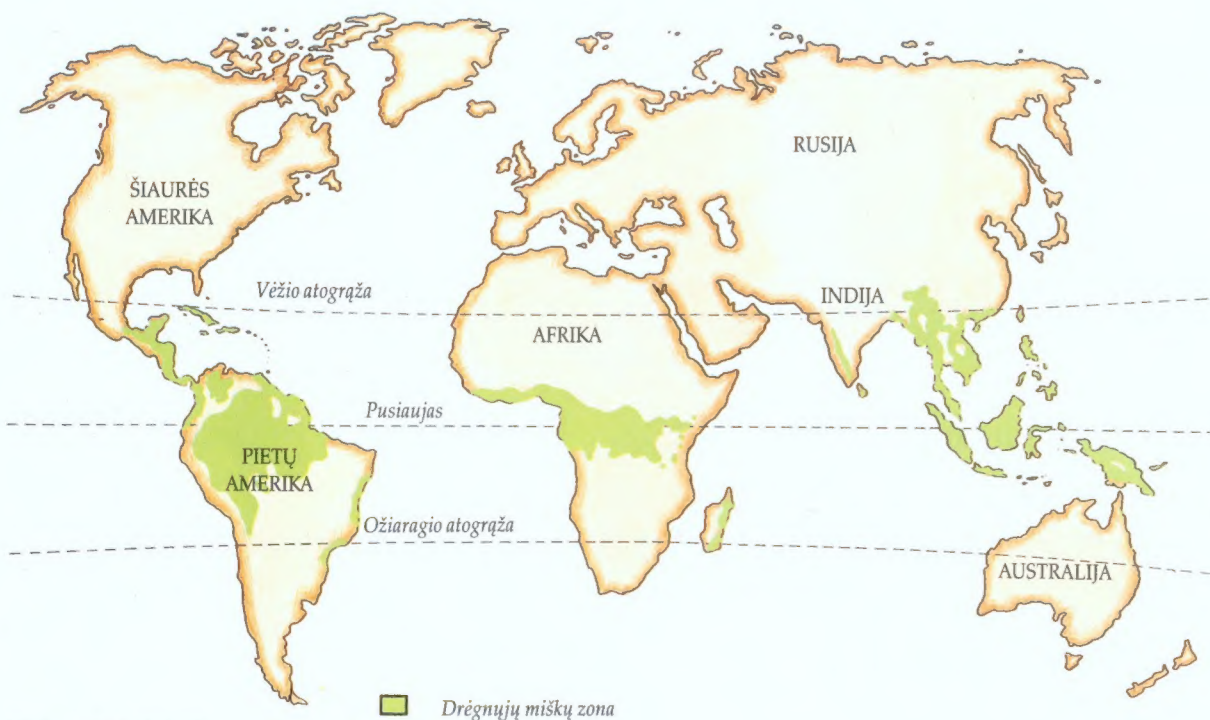 RUSIJA
ŠIAURĖS
AMERIKA
Vėžio atogrąža
INDIJA
AFRIKA
Pusiaujas
PIETŲ
AMERIKA
Ožiaragio atogrąža
AUSTRALIJA
Drėgnųjų miškų zona